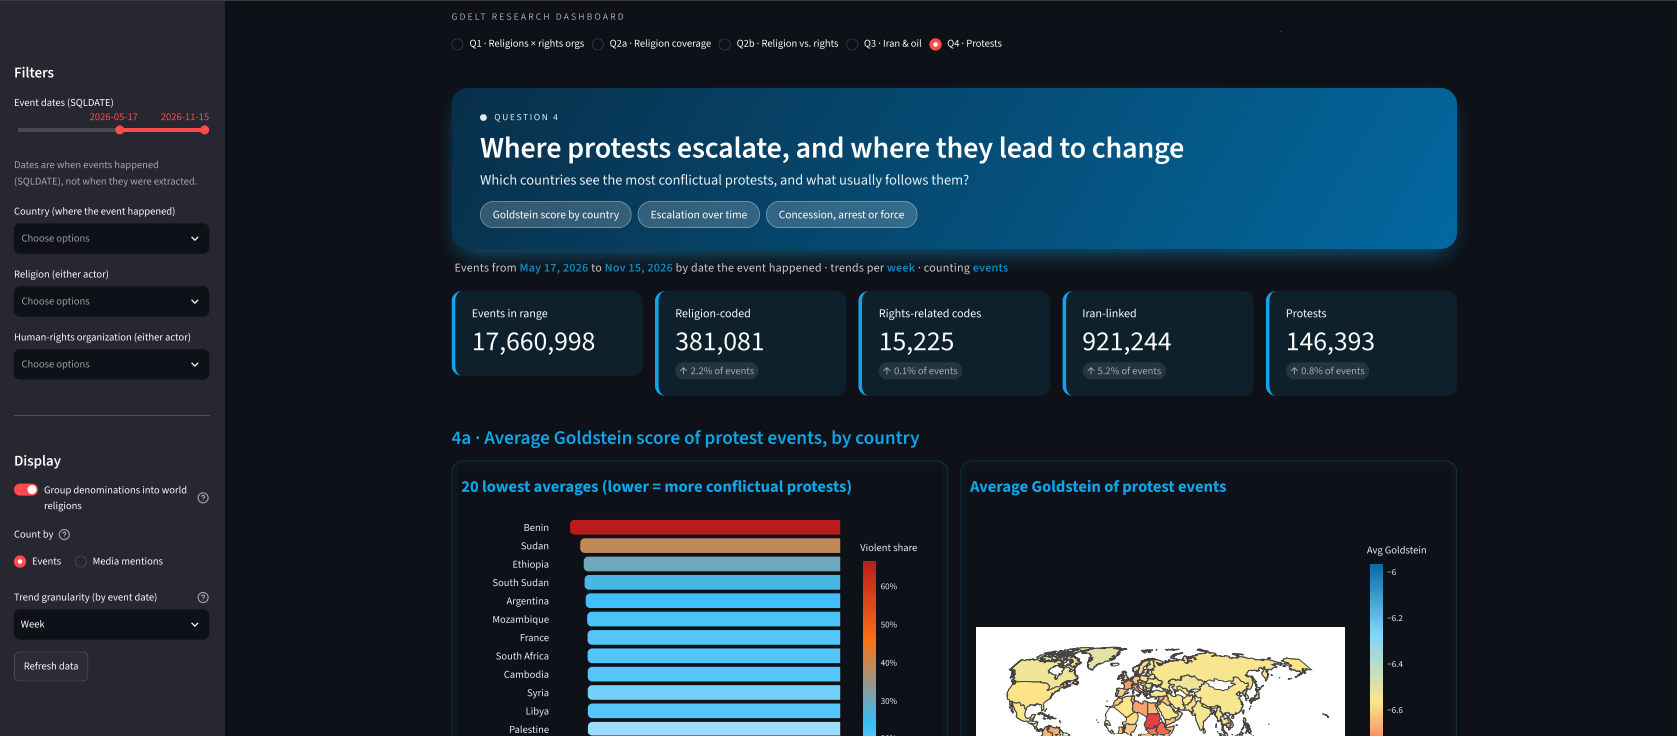 GDELT RESEARCH DASHBOARD
Q1 · Religions × rights orgs
Q2a · Religion coverage
Q2b · Religion vs. rights
Q3 · Iran & oil
Q4 · Protests
Filters
Event dates (SQLDATE)
2026-05-17
2026-11-15
Dates are when events happened
(SQLDATE), not when they were extracted.
Country (where the event happened)
Choose options
Religion (either actor)
Choose options
Human-rights organization (either actor)
Choose options
Display
Group denominations into world
religions
Count by
Events
Media mentions
Trend granularity (by event date)
Week
Refresh data
QUESTION 4
Where protests escalate, and where they lead to change
Which countries see the most conflictual protests, and what usually follows them?
Goldstein score by country
Escalation over time
Concession, arrest or force
Events from May 17, 2026 to Nov 15, 2026 by date the event happened · trends per week · counting events
Events in range
17,660,998
Religion-coded
381,081
↑ 2.2% of events
Rights-related codes
15,225
↑ 0.1% of events
Iran-linked
921,244
↑ 5.2% of events
Protests
146,393
↑ 0.8% of events
4a · Average Goldstein score of protest events, by country
20 lowest averages (lower = more conflictual protests)
Benin
Sudan
Ethiopia
South Sudan
Argentina
Mozambique
France
South Africa
Cambodia
Syria
Libya
Palestine
Violent share
60%
50%
40%
30%
Average Goldstein of protest events
Avg Goldstein
−6
−6.2
−6.4
−6.6